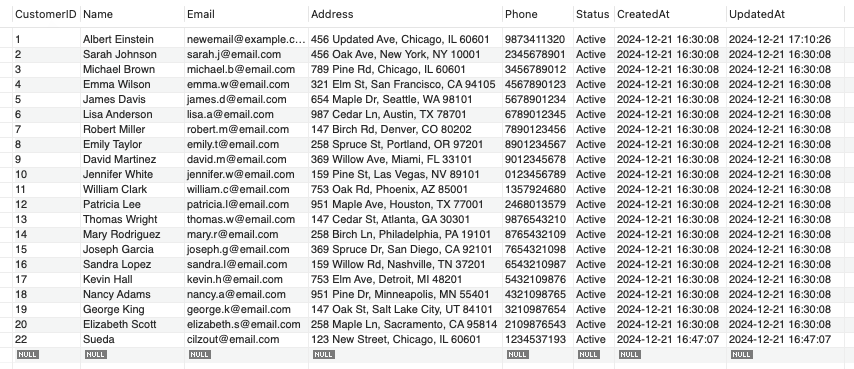 CustomerID Name Email Address Phone Status CreatedAt UpdatedAt
1 Albert Einstein newemail@example.c... 456 Updated Ave, Chicago, IL 60601 9873411320 Active 2024-12-21 16:30:08 2024-12-21 17:10:26
2 Sarah Johnson sarah.j@email.com 456 Oak Ave, New York, NY 10001 2345678901 Active 2024-12-21 16:30:08 2024-12-21 16:30:08
3 Michael Brown michael.b@email.com 789 Pine Rd, Chicago, IL 60601 3456789012 Active 2024-12-21 16:30:08 2024-12-21 16:30:08
4 Emma Wilson emma.w@email.com 321 Elm St, San Francisco, CA 94105 4567890123 Active 2024-12-21 16:30:08 2024-12-21 16:30:08
5 James Davis james.d@email.com 654 Maple Dr, Seattle, WA 98101 5678901234 Active 2024-12-21 16:30:08 2024-12-21 16:30:08
6 Lisa Anderson lisa.a@email.com 987 Cedar Ln, Austin, TX 78701 6789012345 Active 2024-12-21 16:30:08 2024-12-21 16:30:08
7 Robert Miller robert.m@email.com 147 Birch Rd, Denver, CO 80202 7890123456 Active 2024-12-21 16:30:08 2024-12-21 16:30:08
8 Emily Taylor emily.t@email.com 258 Spruce St, Portland, OR 97201 8901234567 Active 2024-12-21 16:30:08 2024-12-21 16:30:08
9 David Martinez david.m@email.com 369 Willow Ave, Miami, FL 33101 9012345678 Active 2024-12-21 16:30:08 2024-12-21 16:30:08
10 Jennifer White jennifer.w@email.com 159 Pine St, Las Vegas, NV 89101 0123456789 Active 2024-12-21 16:30:08 2024-12-21 16:30:08
11 William Clark william.c@email.com 753 Oak Rd, Phoenix, AZ 85001 1357924680 Active 2024-12-21 16:30:08 2024-12-21 16:30:08
12 Patricia Lee patricia.l@email.com 951 Maple Ave, Houston, TX 77001 2468013579 Active 2024-12-21 16:30:08 2024-12-21 16:30:08
13 Thomas Wright thomas.w@email.com 147 Cedar St, Atlanta, GA 30301 9876543210 Active 2024-12-21 16:30:08 2024-12-21 16:30:08
14 Mary Rodriguez mary.r@email.com 258 Birch Ln, Philadelphia, PA 19101 8765432109 Active 2024-12-21 16:30:08 2024-12-21 16:30:08
15 Joseph Garcia joseph.g@email.com 369 Spruce Dr, San Diego, CA 92101 7654321098 Active 2024-12-21 16:30:08 2024-12-21 16:30:08
16 Sandra Lopez sandra.l@email.com 159 Willow Rd, Nashville, TN 37201 6543210987 Active 2024-12-21 16:30:08 2024-12-21 16:30:08
17 Kevin Hall kevin.h@email.com 753 Elm Ave, Detroit, MI 48201 5432109876 Active 2024-12-21 16:30:08 2024-12-21 16:30:08
18 Nancy Adams nancy.a@email.com 951 Pine Dr, Minneapolis, MN 55401 4321098765 Active 2024-12-21 16:30:08 2024-12-21 16:30:08
19 George King george.k@email.com 147 Oak St, Salt Lake City, UT 84101 3210987654 Active 2024-12-21 16:30:08 2024-12-21 16:30:08
20 Elizabeth Scott elizabeth.s@email.com 258 Maple Ln, Sacramento, CA 95814 2109876543 Active 2024-12-21 16:30:08 2024-12-21 16:30:08
22 Sueda cilzout@email.com 123 New Street, Chicago, IL 60601 1234537193 Active 2024-12-21 16:47:07 2024-12-21 16:47:07
NULL NULL NULL NULL NULL NULL NULL NULL